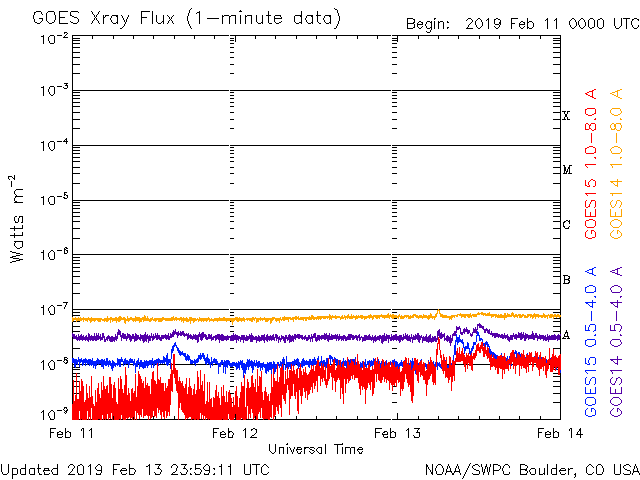 GOES Xray Flux (1-minute data)
Begin: 2019 Feb 11 0000 UTC
10-2
10-3
10-4
10-5
10-6
10-7
10-8
10-9
Watts m-2
X
M
C
B
A
GOES15 1.0-8.0 A
GOES14 1.0-8.0 A
GOES15 0.5-4.0 A
GOES14 0.5-4.0 A
Feb 11 Feb 12 Feb 13 Feb 14
Universal Time
Updated 2019 Feb 13 23:59:11 UTC
NOAA/SWPC Boulder, CO USA